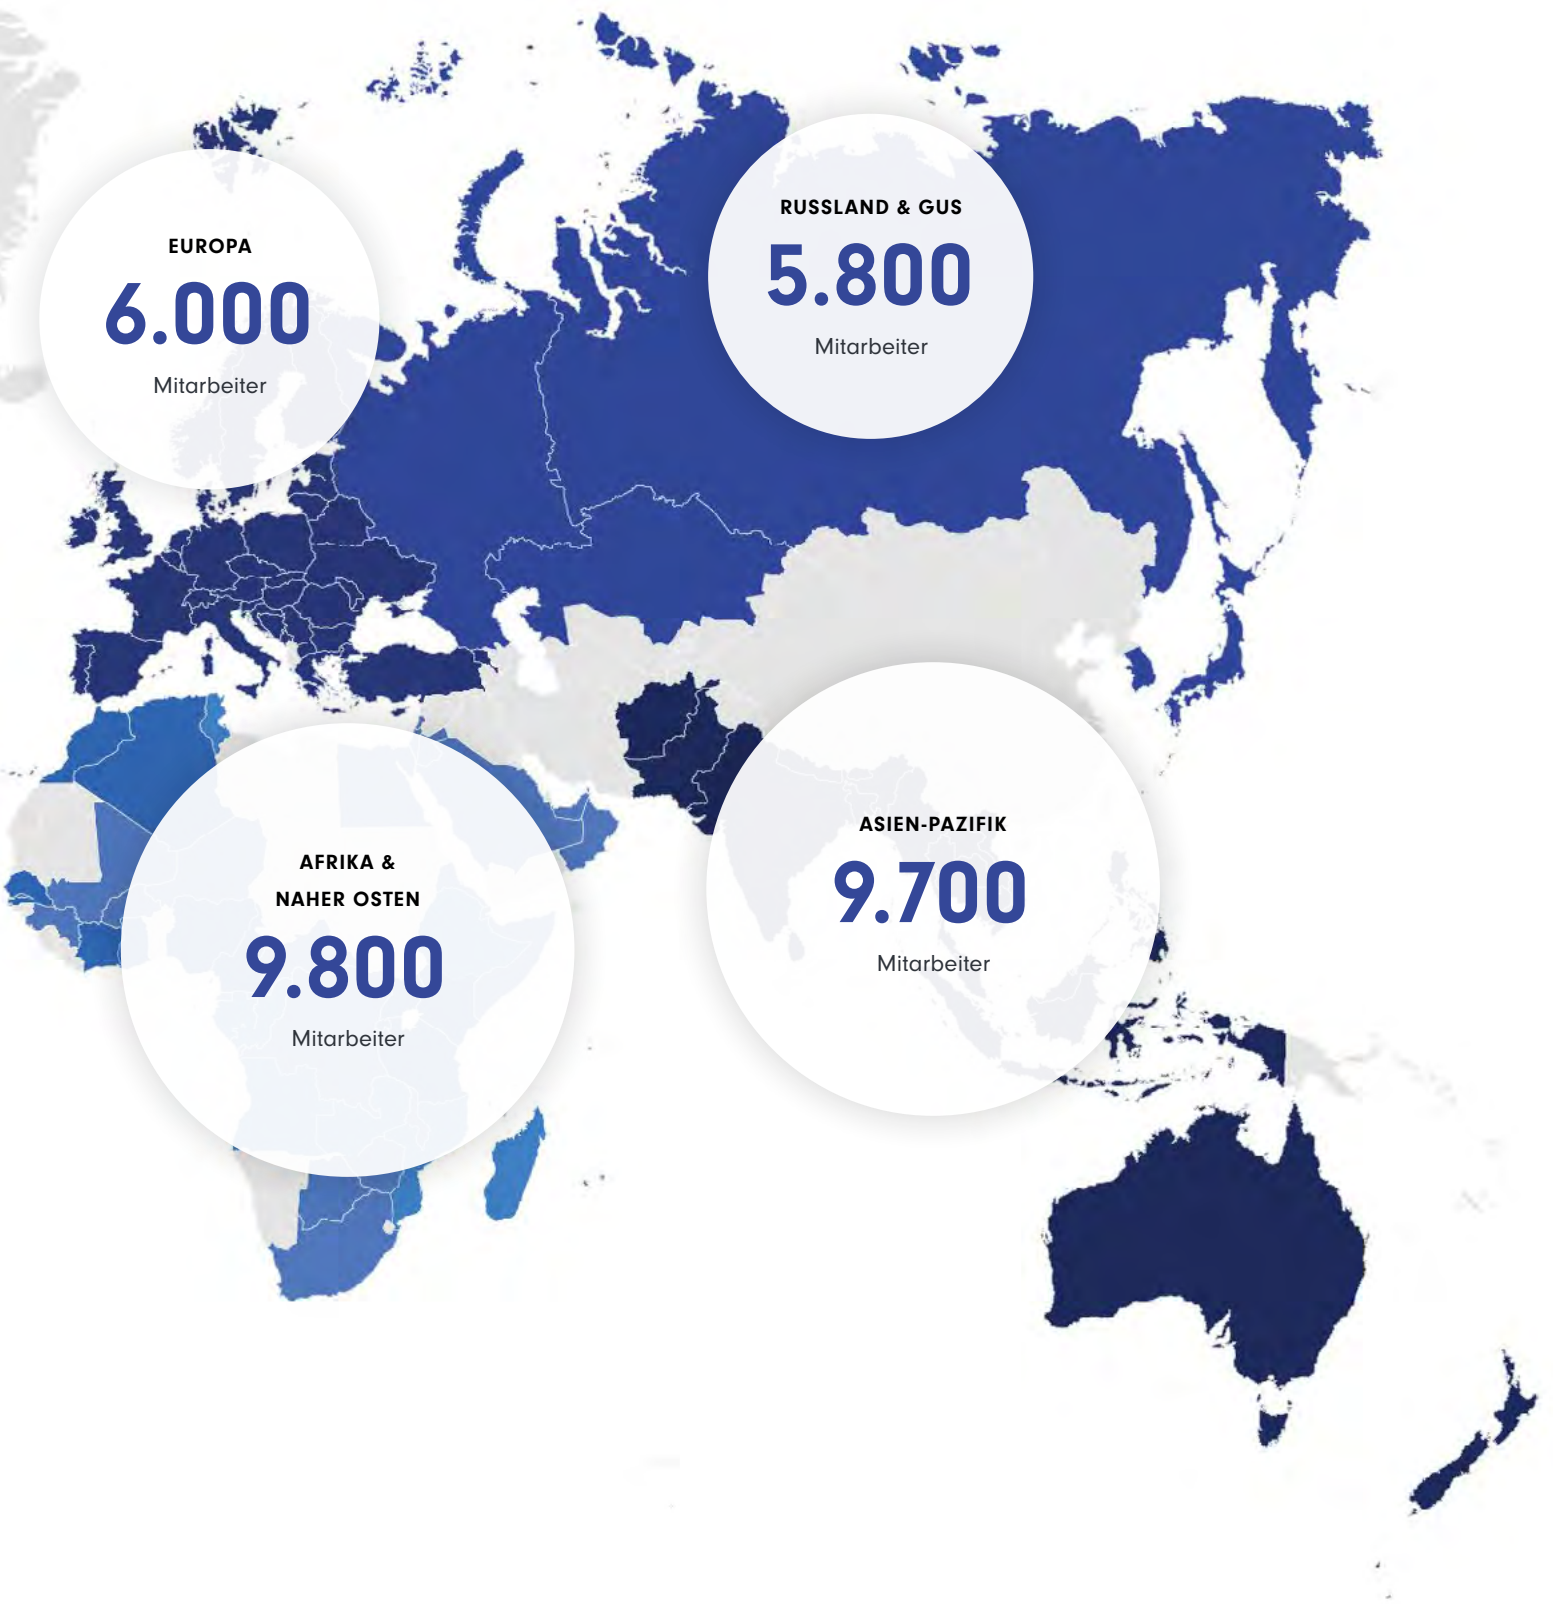 EUROPA
6.000
Mitarbeiter
RUSSLAND & GUS
5.800
Mitarbeiter
AFRIKA &
NAHER OSTEN
9.800
Mitarbeiter
ASIEN-PAZIFIK
9.700
Mitarbeiter